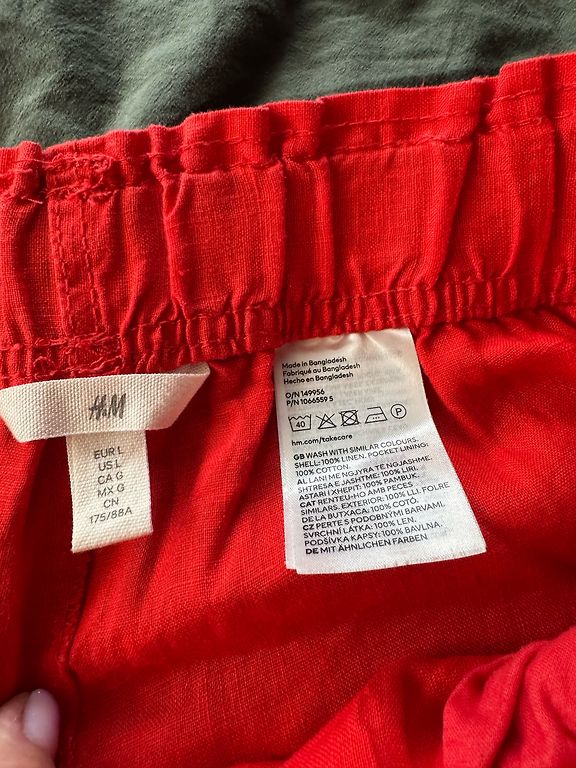 H&M
EUR L
US L
CA G
MX G
CN
175/88A
Made in Bangladesh
Fabriqué au Bangladesh
Hecho en Bangladesh
O/N 149956
P/N 1066559 5
40 P
hm.com/takecare
GB WASH WITH SIMILAR COLOURS.
SHELL: 100% LINEN. POCKET LINING:
100% COTTON.
AL LANI ME NGJYRA TË NGJASHME.
SHTRESA E JASHTME: 100% LIRI.
ASTARI I XHEPIT: 100% PAMBUK.
CAT RENTEU-HO AMB PECES
SIMILARS. EXTERIOR: 100% LLI. FOLRE
DE LA BUTXACA: 100% COTÓ.
CZ PERTE S PODOBNÝMI BARVAMI.
SVRCHNÍ LÁTKA: 100% LEN.
PODŠÍVKA KAPSY: 100% BAVLNA.
DE MIT ÄHNLICHEN FARBEN